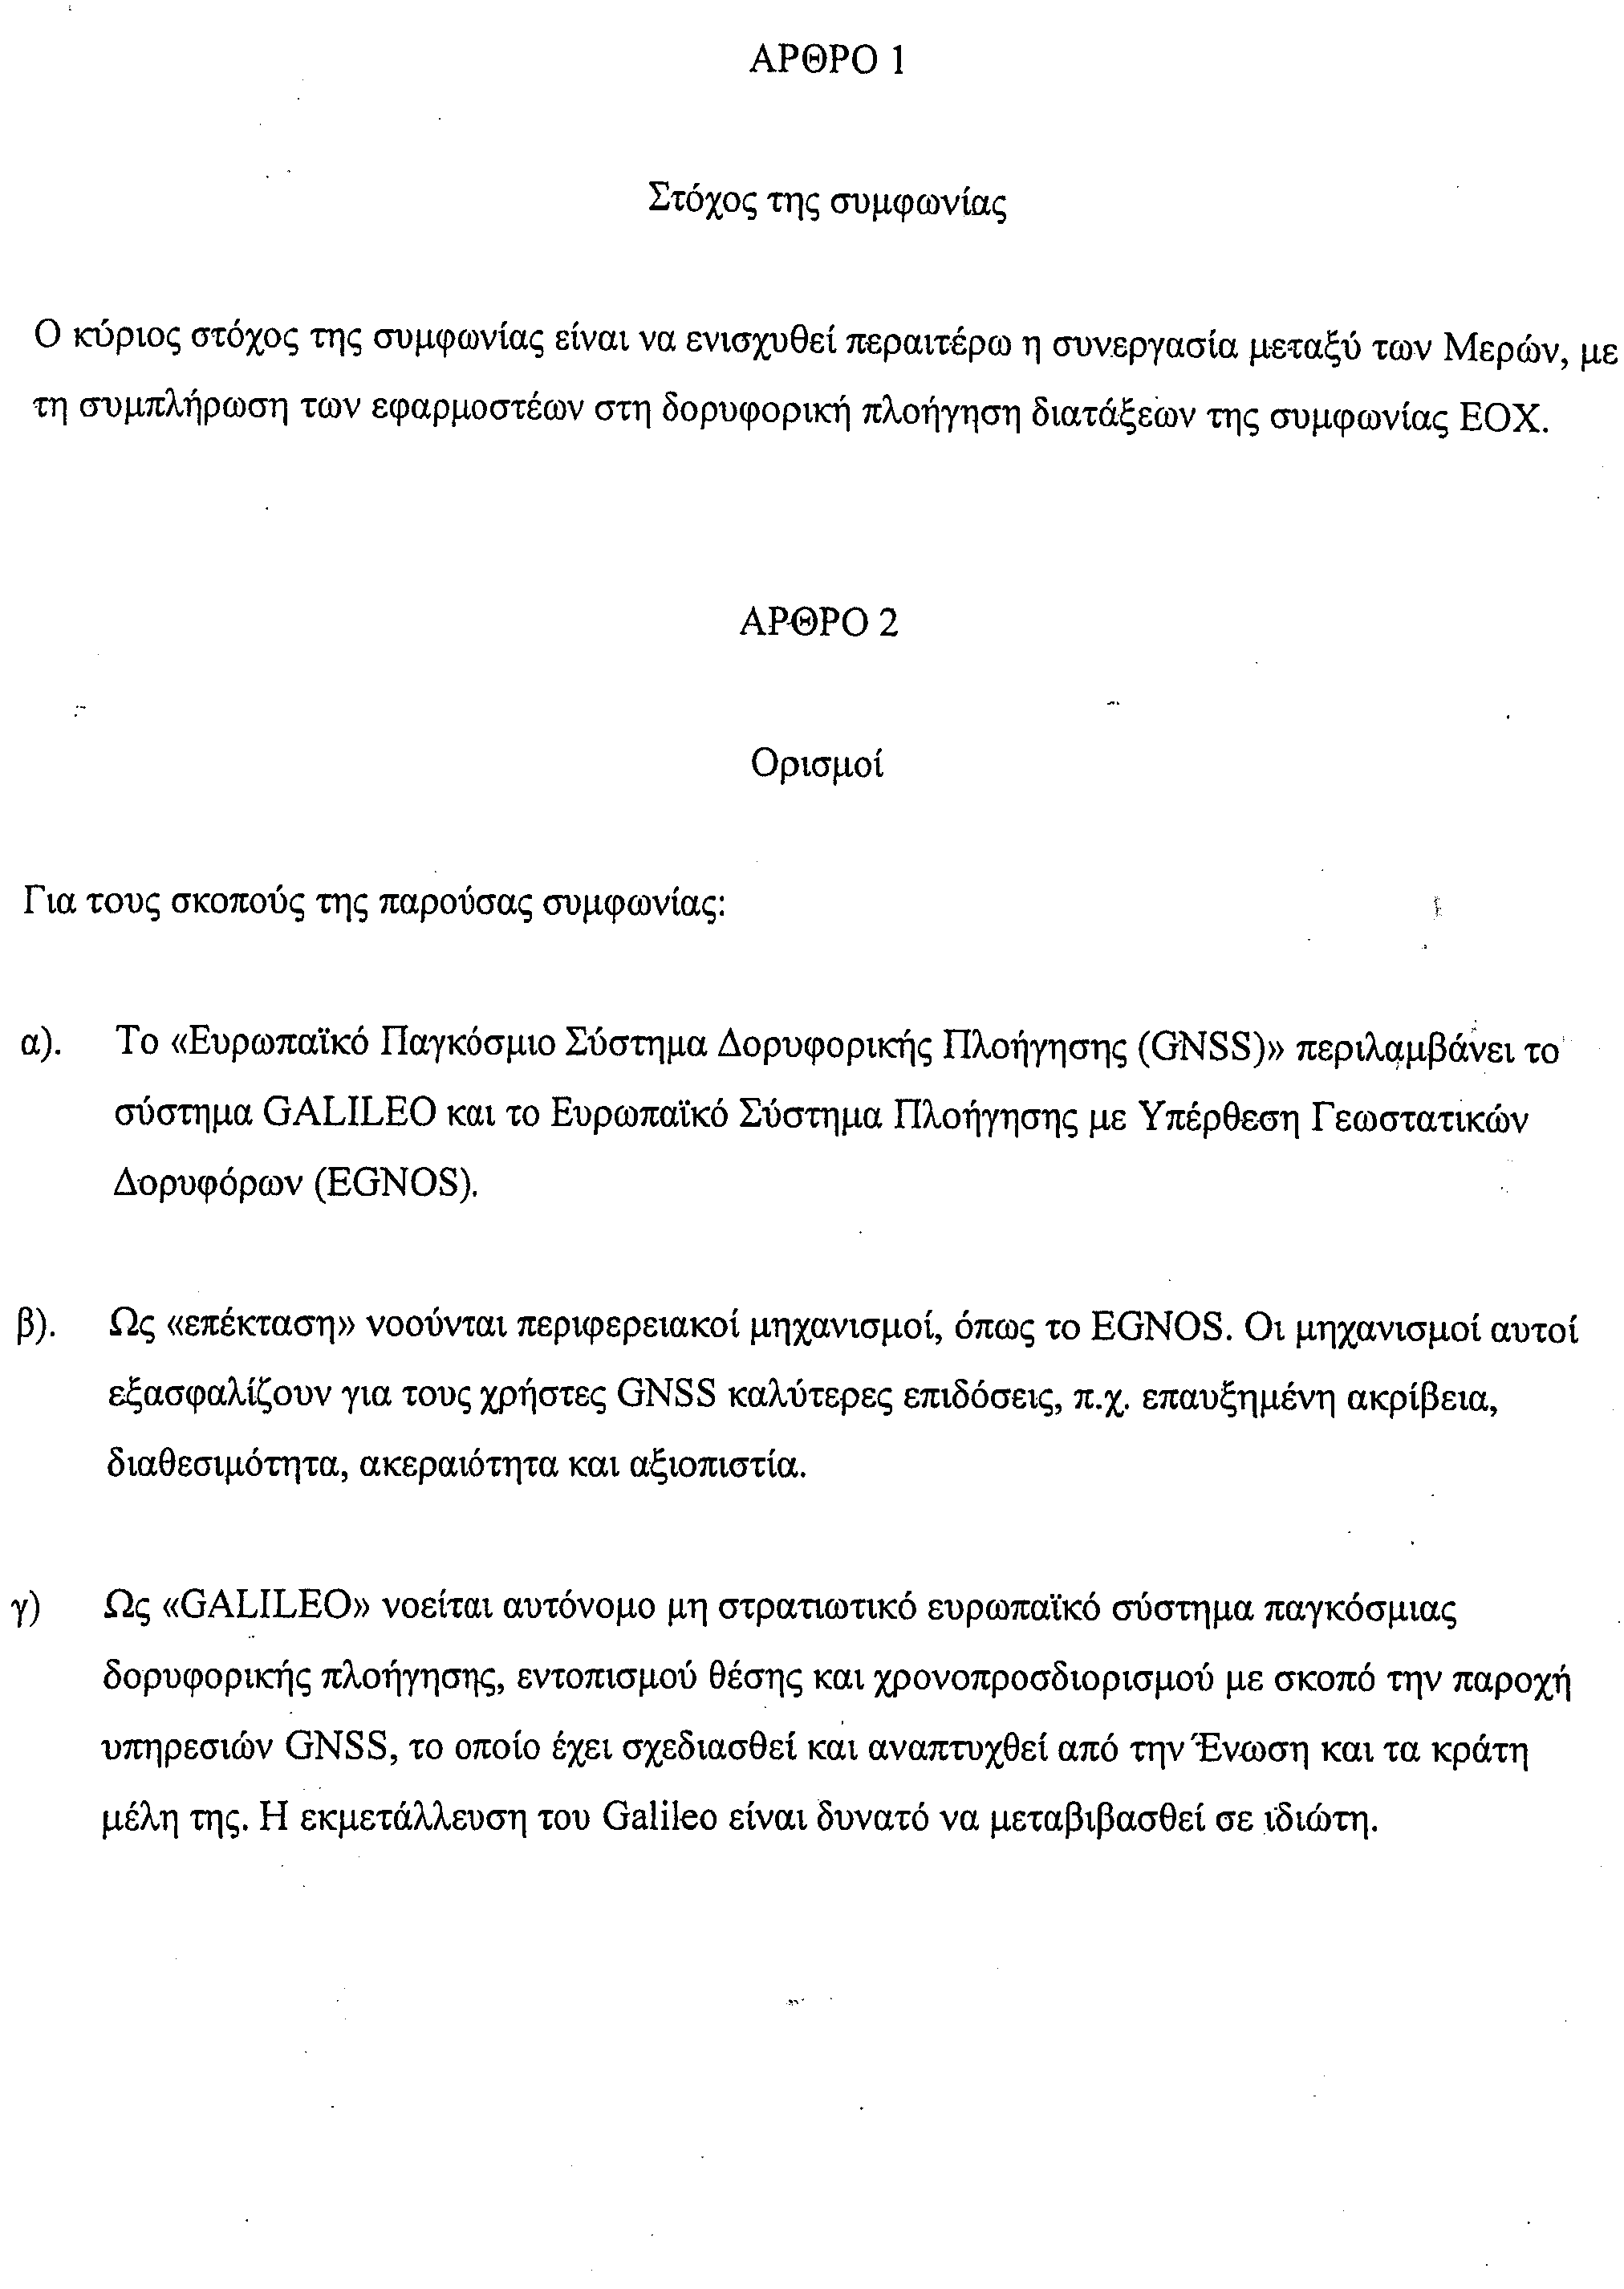 ΑΡΘΡΟ 1
Στόχος της συμφωνίας
Ο κύριος στόχος της συμφωνίας είναι να ενισχυθεί περαιτέρω η συνεργασία μεταξύ των Μερών, με
τη συμπλήρωση των εφαρμοστέων στη δορυφορική πλοήγηση διατάξεων της συμφωνίας ΕΟΧ.
ΑΡΘΡΟ 2
Ορισμοί
Για τους σκοπούς της παρούσας συμφωνίας:
α). Το «Ευρωπαϊκό Παγκόσμιο Σύστημα Δορυφορικής Πλοήγησης (GNSS)» περιλαμβάνει το
σύστημα GALILEO και το Ευρωπαϊκό Σύστημα Πλοήγησης με Υπέρθεση Γεωστατικών
Δορυφόρων (EGNOS).
β). Ως «επέκταση» νοούνται περιφερειακοί μηχανισμοί, όπως το EGNOS. Οι μηχανισμοί αυτοί
εξασφαλίζουν για τους χρήστες GNSS καλύτερες επιδόσεις, π.χ. επαυξημένη ακρίβεια,
διαθεσιμότητα, ακεραιότητα και αξιοπιστία.
γ) Ως «GALILEO» νοείται αυτόνομο μη στρατιωτικό ευρωπαϊκό σύστημα παγκόσμιας
δορυφορικής πλοήγησης, εντοπισμού θέσης και χρονοπροσδιορισμού με σκοπό την παροχή
υπηρεσιών GNSS, το οποίο έχει σχεδιασθεί και αναπτυχθεί από την Ένωση και τα κράτη
μέλη της. Η εκμετάλλευση του Galileo είναι δυνατό να μεταβιβασθεί σε ιδιώτη.